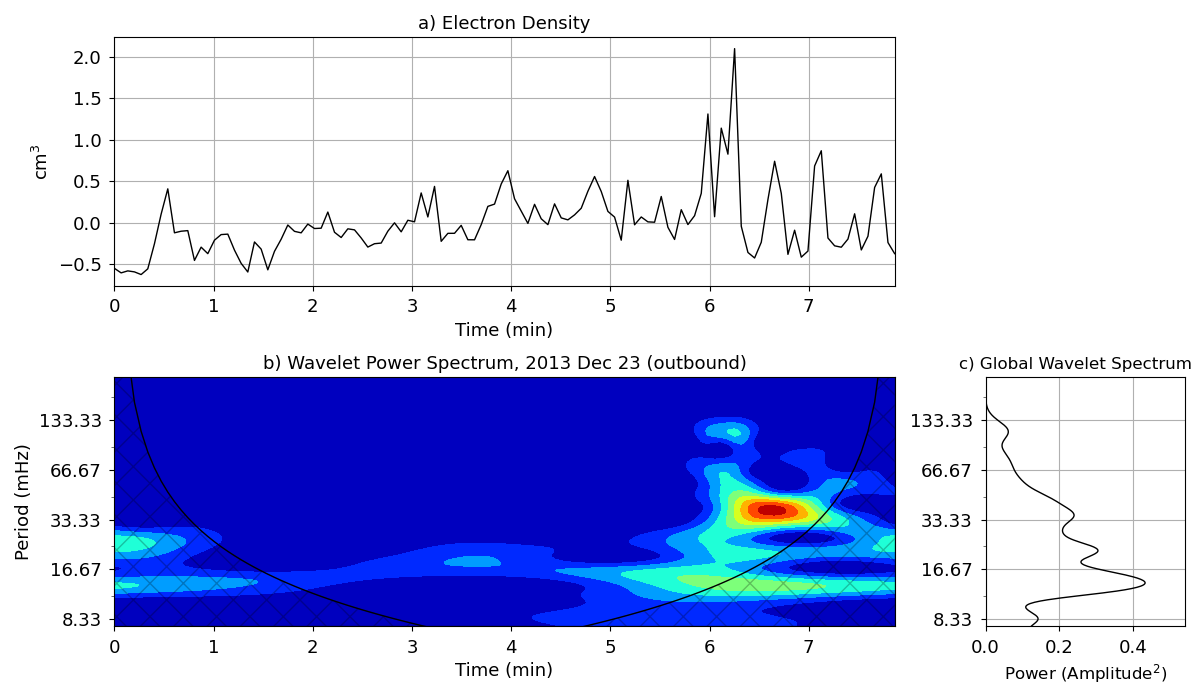 a) Electron Density
2.0
1.5
1.0
0.5
0.0
−0.5
cm³
0 1 2 3 4 5 6 7
Time (min)
b) Wavelet Power Spectrum, 2013 Dec 23 (outbound)
133.33
66.67
33.33
16.67
8.33
Period (mHz)
0 1 2 3 4 5 6 7
Time (min)
c) Global Wavelet Spectrum
133.33
66.67
33.33
16.67
8.33
0.0 0.2 0.4
Power (Amplitude²)